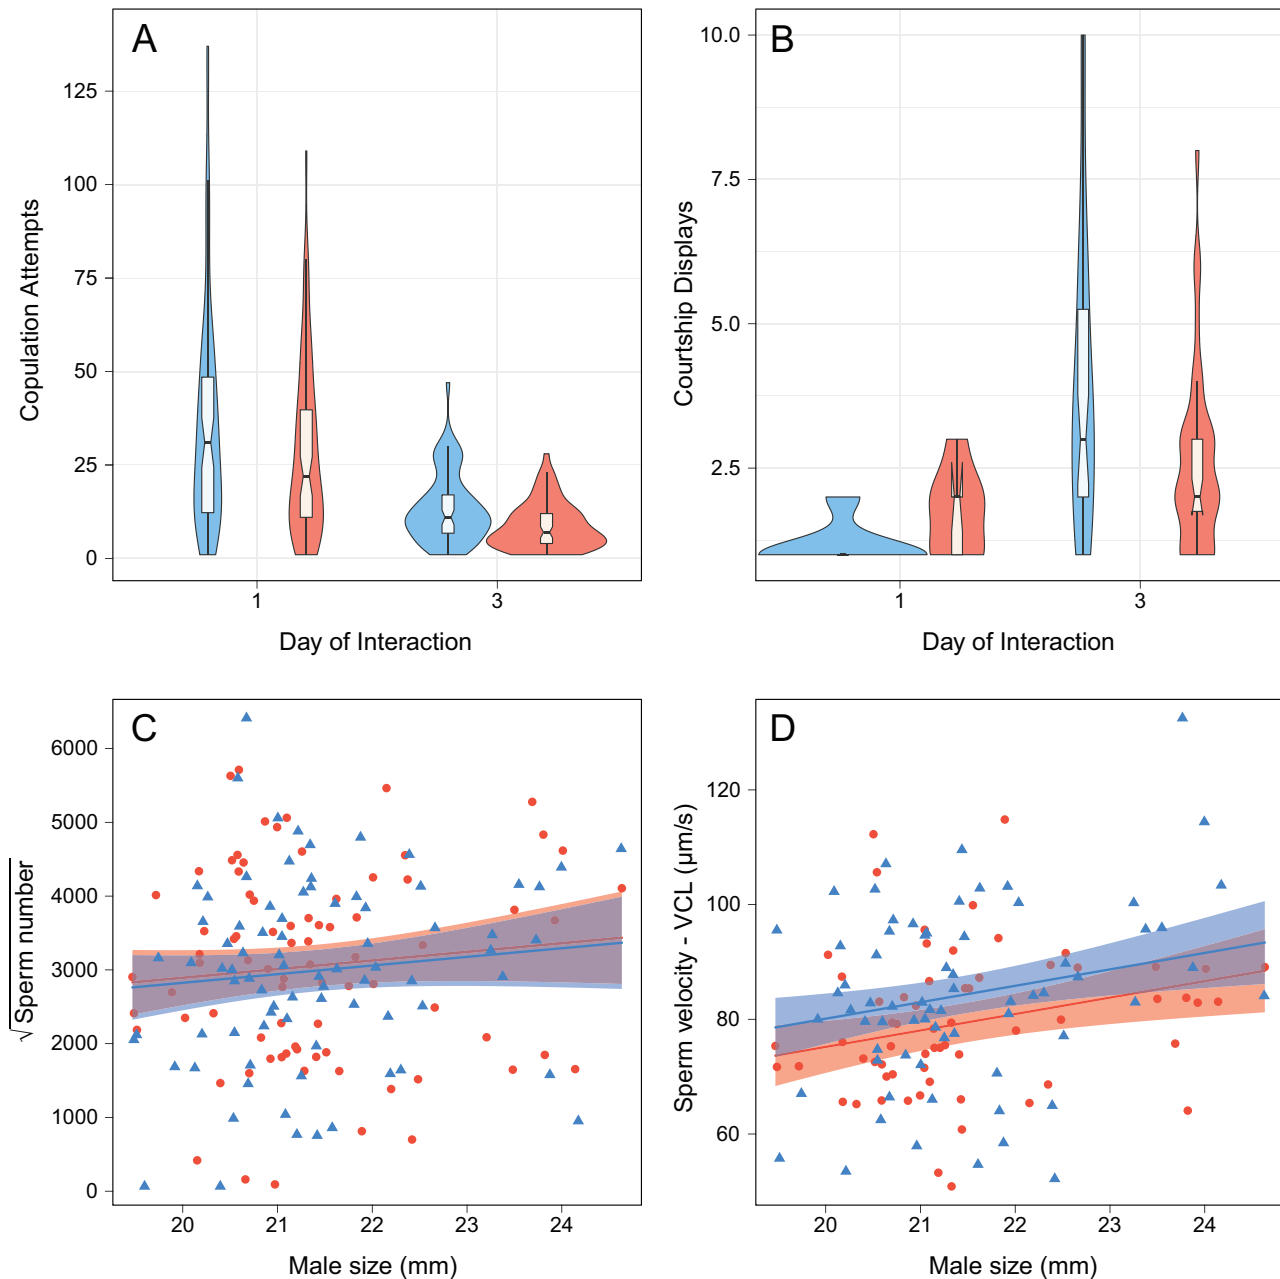 A
Copulation Attempts
125
100
75
50
25
0
1
3
Day of Interaction
B
Courtship Displays
10.0
7.5
5.0
2.5
1
3
Day of Interaction
C
√Sperm number
6000
5000
4000
3000
2000
1000
0
20
21
22
23
24
Male size (mm)
D
Sperm velocity - VCL (µm/s)
120
100
80
60
20
21
22
23
24
Male size (mm)